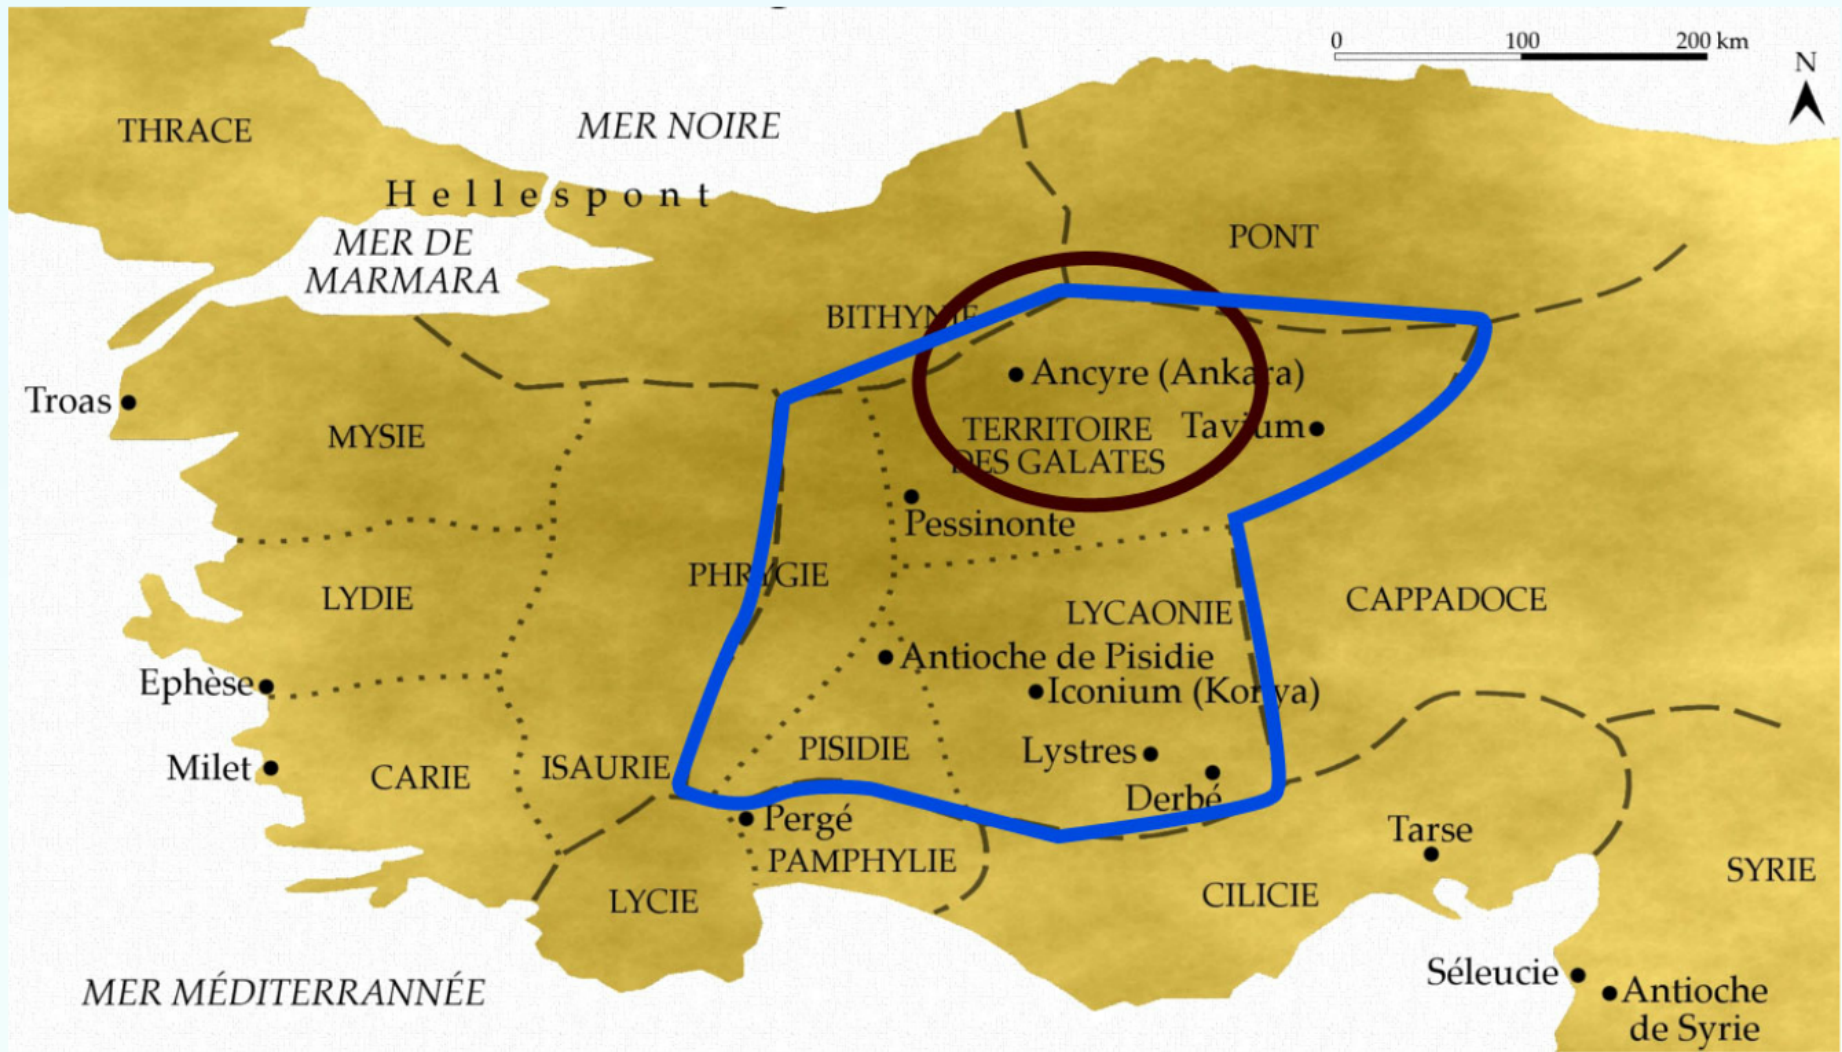 0 100 200 km
N
THRACE
MER NOIRE
Hellespont
MER DE
MARMARA
PONT
BITHYNIE
Ancyre (Ankara)
Troas
MYSIE
TERRITOIRE
DES GALATES
Tavium
Pessinonte
PHRYGIE
LYDIE
LYCAONIE
CAPPADOCE
Antioche de Pisidie
Ephèse
Iconium (Konya)
Milet
CARIE
ISAURIE
PISIDIE
Lystres
Derbé
Pergé
PAMPHYLIE
Tarse
LYCIE
CILICIE
SYRIE
MER MÉDITERRANNÉE
Séleucie
Antioche
de Syrie